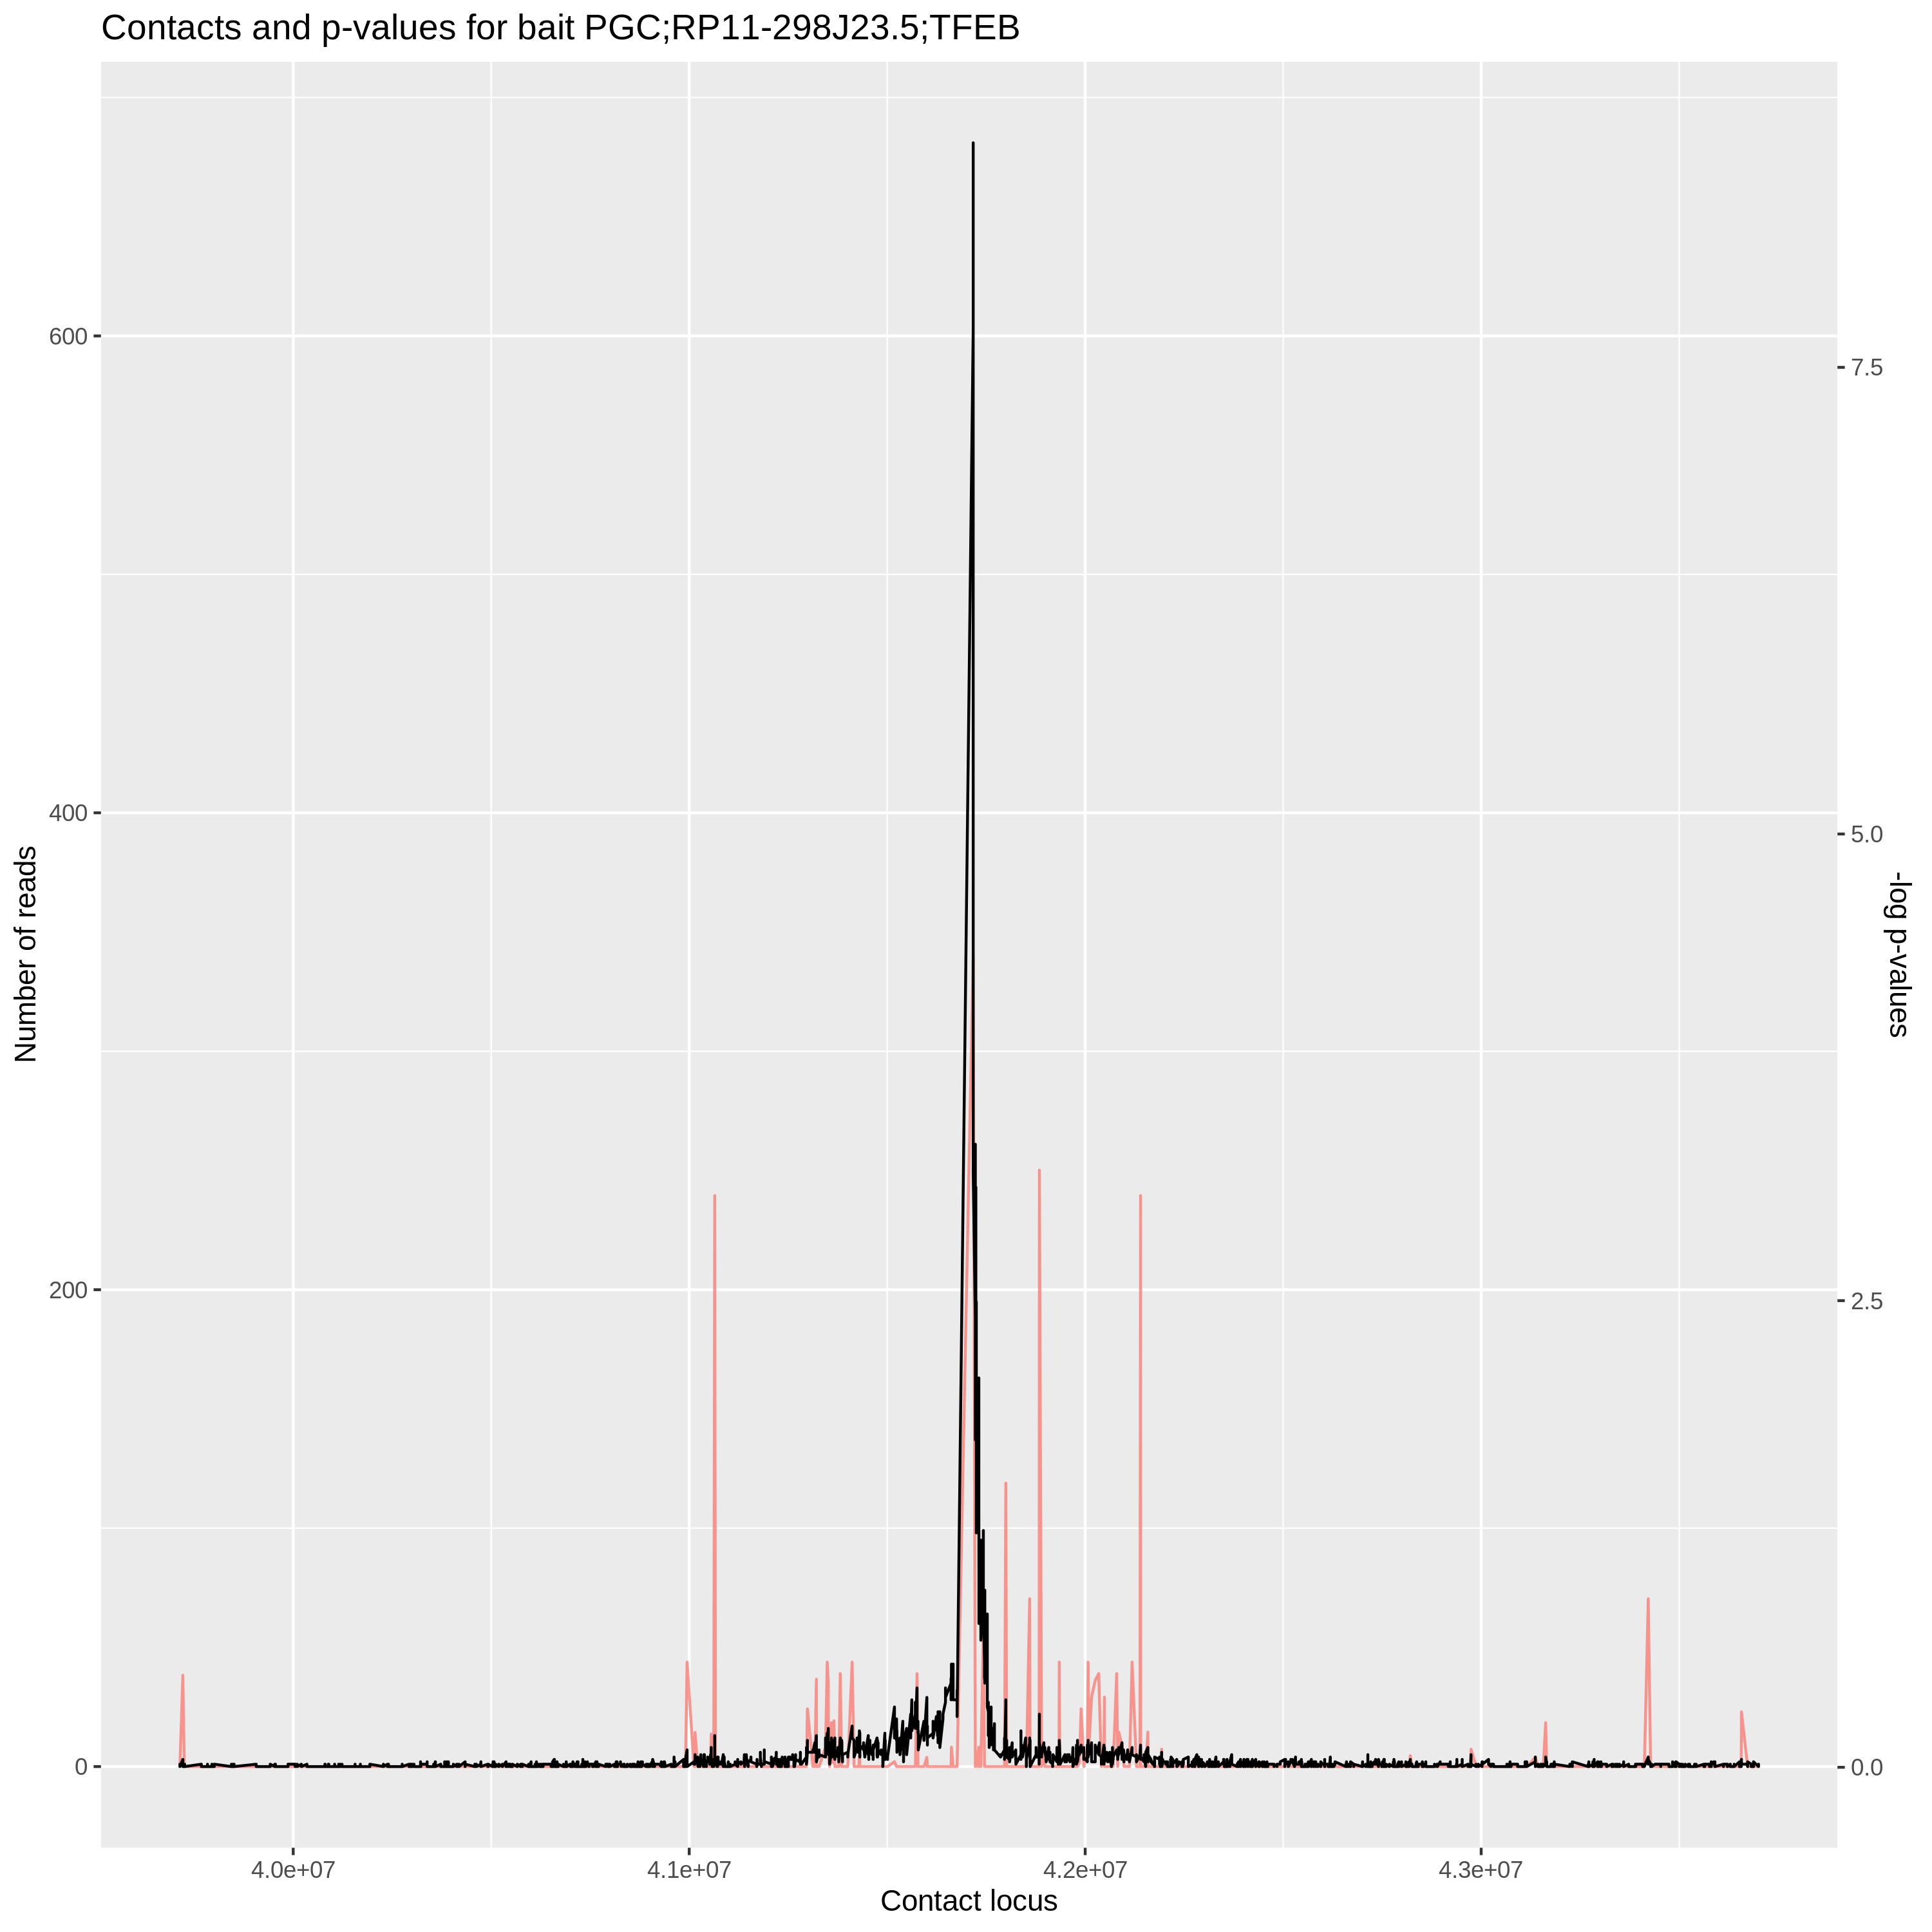 Contacts and p-values for bait PGC;RP11-298J23.5;TFEB
600
400
200
0
Number of reads
7.5
5.0
2.5
0.0
-log p-values
4.0e+07
4.1e+07
4.2e+07
4.3e+07
Contact locus